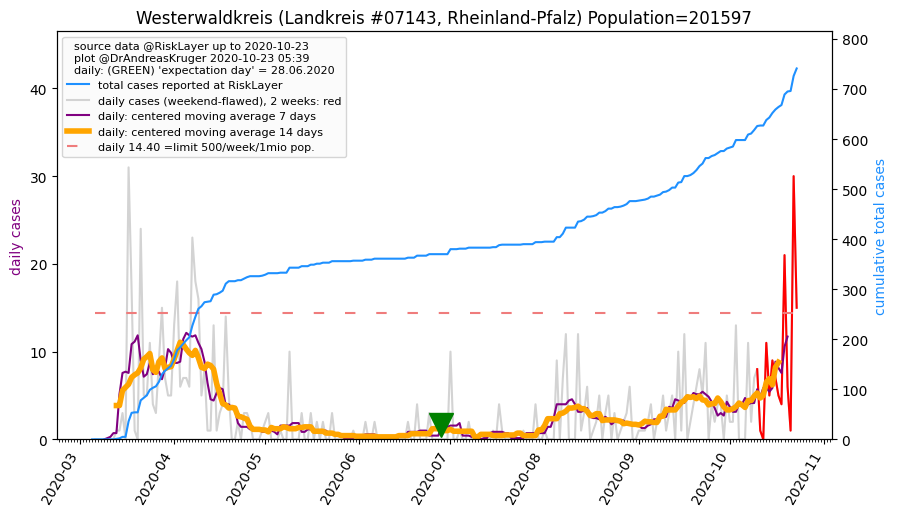 Westerwaldkreis (Landkreis #07143, Rheinland-Pfalz) Population=201597
source data @RiskLayer up to 2020-10-23
plot @DrAndreasKruger 2020-10-23 05:39
daily: (GREEN) 'expectation day' = 28.06.2020
total cases reported at RiskLayer
daily cases (weekend-flawed), 2 weeks: red
daily: centered moving average 7 days
daily: centered moving average 14 days
daily 14.40 =limit 500/week/1mio pop.
daily cases
40
30
20
10
0
cumulative total cases
800
700
600
500
400
300
200
100
0
2020-03
2020-04
2020-05
2020-06
2020-07
2020-08
2020-09
2020-10
2020-11